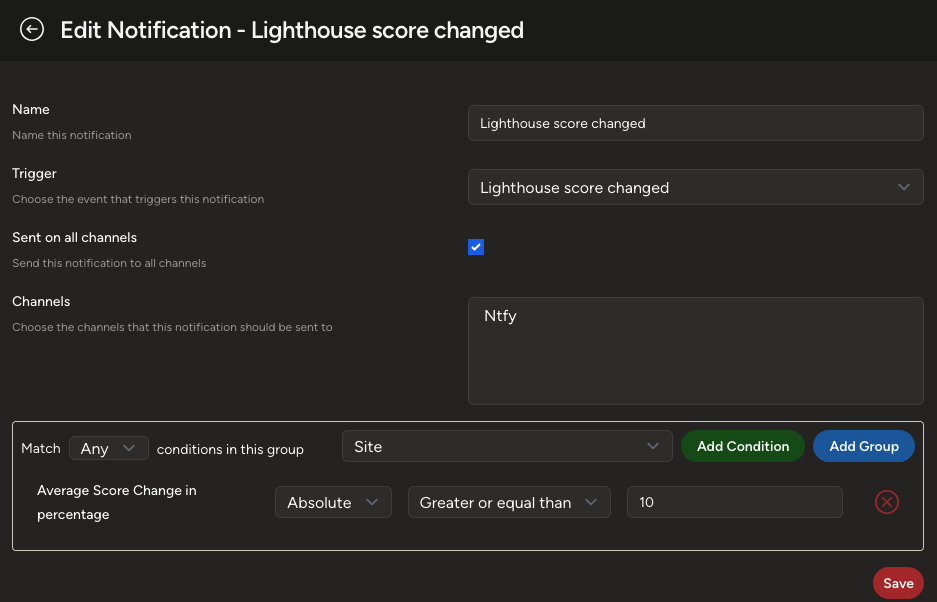 Edit Notification - Lighthouse score changed
Name
Name this notification
Lighthouse score changed
Trigger
Choose the event that triggers this notification
Lighthouse score changed
Sent on all channels
Send this notification to all channels
Channels
Choose the channels that this notification should be sent to
Ntfy
Match Any conditions in this group Site Add Condition Add Group
Average Score Change in
percentage
Absolute Greater or equal than 10
Save